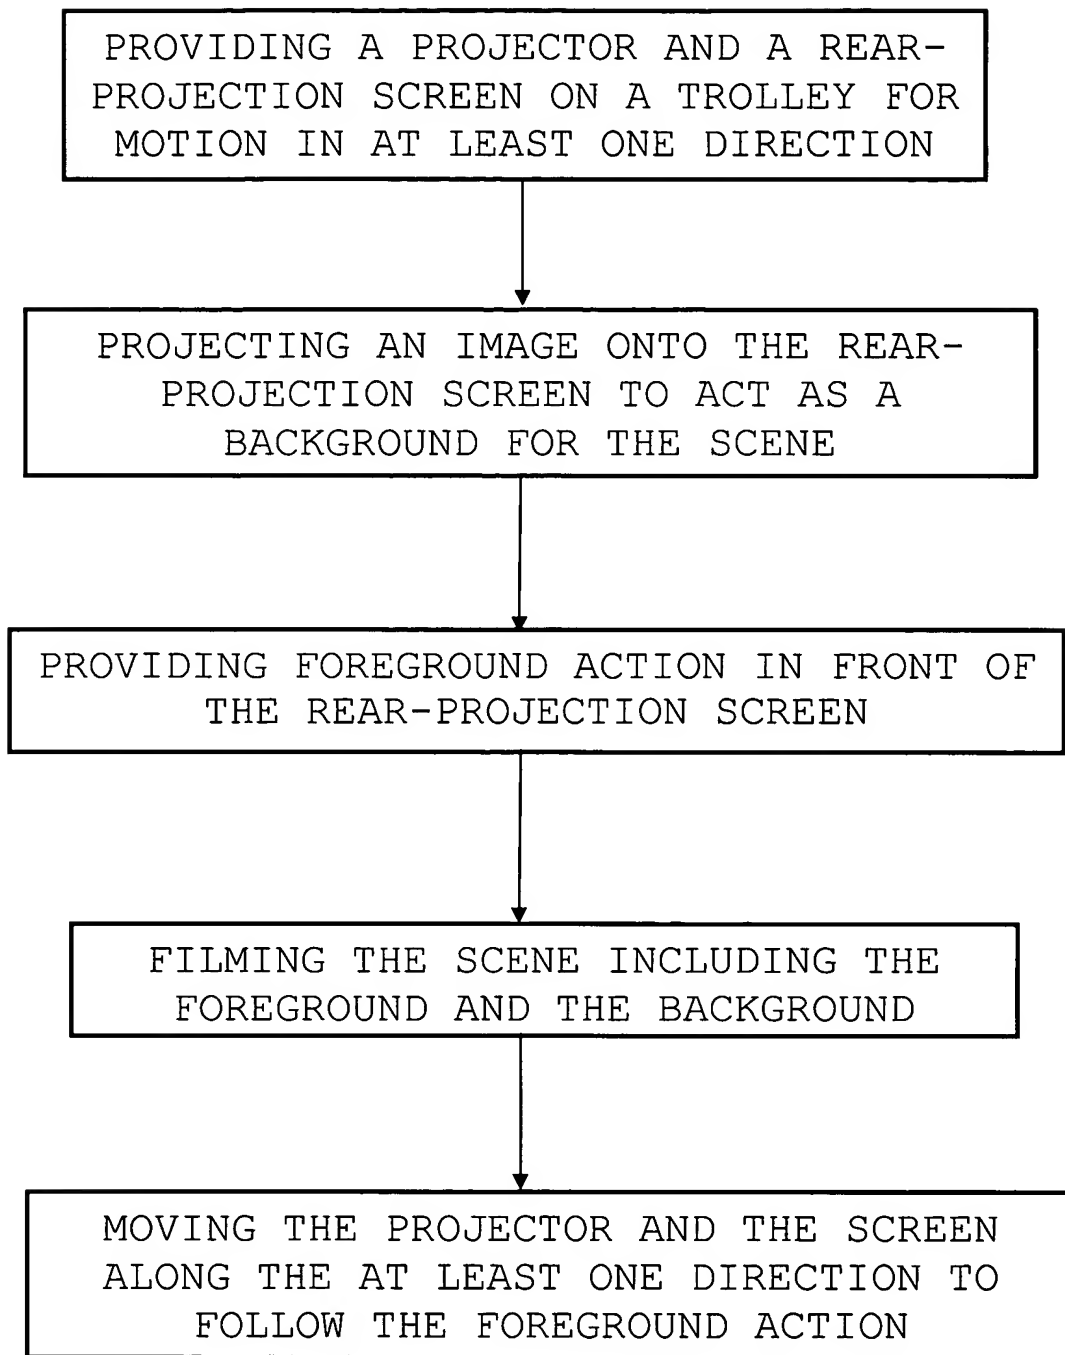 PROVIDING A PROJECTOR AND A REAR-
PROJECTION SCREEN ON A TROLLEY FOR
MOTION IN AT LEAST ONE DIRECTION
PROJECTING AN IMAGE ONTO THE REAR-
PROJECTION SCREEN TO ACT AS A
BACKGROUND FOR THE SCENE
PROVIDING FOREGROUND ACTION IN FRONT OF
THE REAR-PROJECTION SCREEN
FILMING THE SCENE INCLUDING THE
FOREGROUND AND THE BACKGROUND
MOVING THE PROJECTOR AND THE SCREEN
ALONG THE AT LEAST ONE DIRECTION TO
FOLLOW THE FOREGROUND ACTION